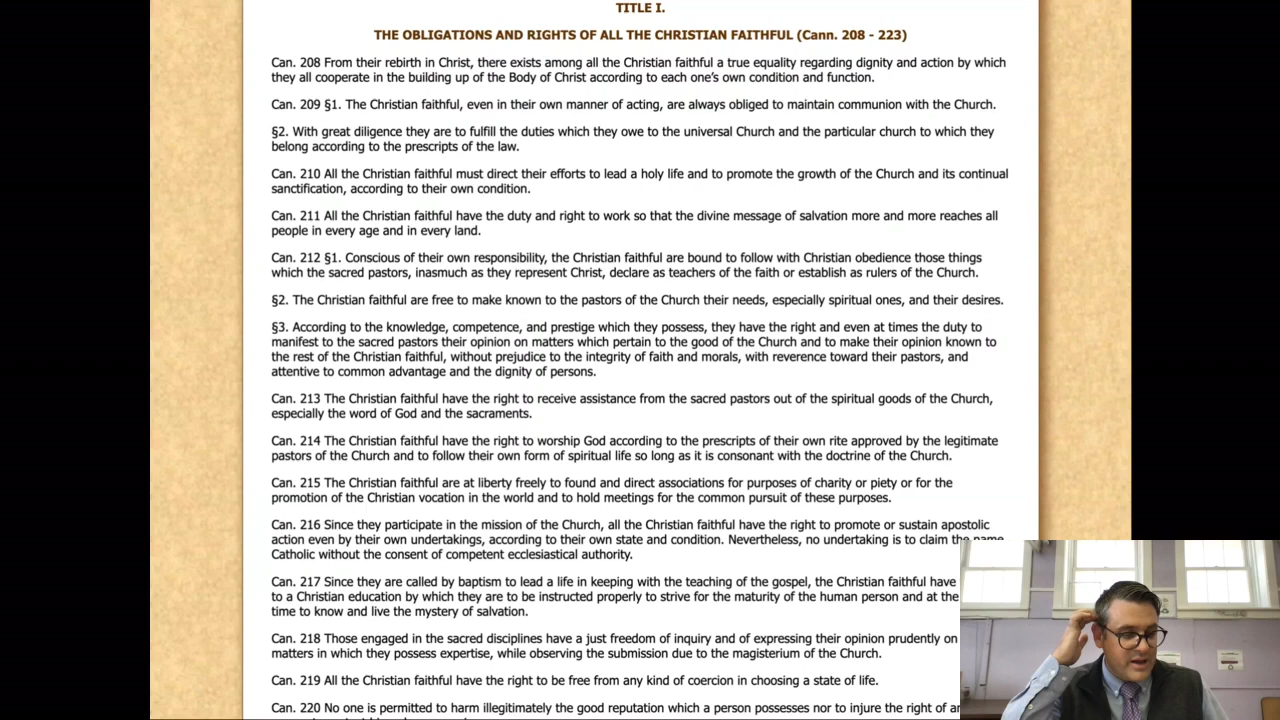 TITLE I.
THE OBLIGATIONS AND RIGHTS OF ALL THE CHRISTIAN FAITHFUL (Cann. 208 - 223)
Can. 208 From their rebirth in Christ, there exists among all the Christian faithful a true equality regarding dignity and action by which
they all cooperate in the building up of the Body of Christ according to each one’s own condition and function.
Can. 209 §1. The Christian faithful, even in their own manner of acting, are always obliged to maintain communion with the Church.
§2. With great diligence they are to fulfill the duties which they owe to the universal Church and the particular church to which they
belong according to the prescripts of the law.
Can. 210 All the Christian faithful must direct their efforts to lead a holy life and to promote the growth of the Church and its continual
sanctification, according to their own condition.
Can. 211 All the Christian faithful have the duty and right to work so that the divine message of salvation more and more reaches all
people in every age and in every land.
Can. 212 §1. Conscious of their own responsibility, the Christian faithful are bound to follow with Christian obedience those things
which the sacred pastors, inasmuch as they represent Christ, declare as teachers of the faith or establish as rulers of the Church.
§2. The Christian faithful are free to make known to the pastors of the Church their needs, especially spiritual ones, and their desires.
§3. According to the knowledge, competence, and prestige which they possess, they have the right and even at times the duty to
manifest to the sacred pastors their opinion on matters which pertain to the good of the Church and to make their opinion known to
the rest of the Christian faithful, without prejudice to the integrity of faith and morals, with reverence toward their pastors, and
attentive to common advantage and the dignity of persons.
Can. 213 The Christian faithful have the right to receive assistance from the sacred pastors out of the spiritual goods of the Church,
especially the word of God and the sacraments.
Can. 214 The Christian faithful have the right to worship God according to the prescripts of their own rite approved by the legitimate
pastors of the Church and to follow their own form of spiritual life so long as it is consonant with the doctrine of the Church.
Can. 215 The Christian faithful are at liberty freely to found and direct associations for purposes of charity or piety or for the
promotion of the Christian vocation in the world and to hold meetings for the common pursuit of these purposes.
Can. 216 Since they participate in the mission of the Church, all the Christian faithful have the right to promote or sustain apostolic
action even by their own undertakings, according to their own state and condition. Nevertheless, no undertaking is to claim the name
Catholic without the consent of competent ecclesiastical authority.
Can. 217 Since they are called by baptism to lead a life in keeping with the teaching of the gospel, the Christian faithful have
to a Christian education by which they are to be instructed properly to strive for the maturity of the human person and at the
time to know and live the mystery of salvation.
Can. 218 Those engaged in the sacred disciplines have a just freedom of inquiry and of expressing their opinion prudently on
matters in which they possess expertise, while observing the submission due to the magisterium of the Church.
Can. 219 All the Christian faithful have the right to be free from any kind of coercion in choosing a state of life.
Can. 220 No one is permitted to harm illegitimately the good reputation which a person possesses nor to injure the right of